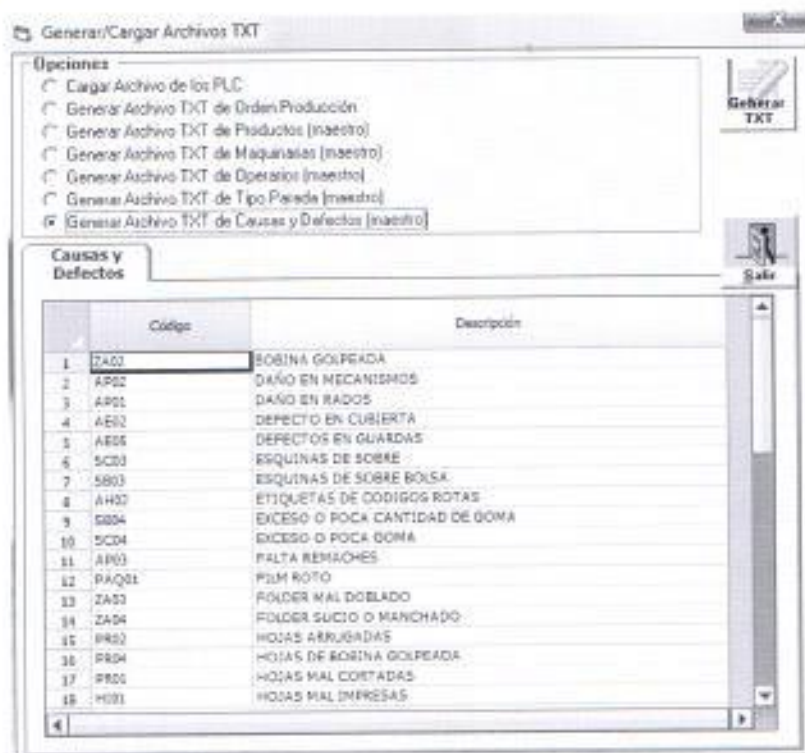 Generar/Cargar Archivos TXT
Opciones
Cargar Archivo de los PLC
Generar Archivo TXT de Orden Producción
Generar Archivo TXT de Productos (maestro)
Generar Archivo TXT de Maquinarias (maestro)
Generar Archivo TXT de Operarios (maestro)
Generar Archivo TXT de Tipo Parada (maestro)
Generar Archivo TXT de Causas y Defectos (maestro)
Generar
TXT
Salir
Causas y
Defectos
Código Descripción
1 ZA02 BOBINA GOLPEADA
2 AP02 DAÑO EN MECANISMOS
3 AP01 DAÑO EN RADOS
4 AE02 DEFECTO EN CUBIERTA
5 AE05 DEFECTOS EN GUARDAS
6 SC03 ESQUINAS DE SOBRE
7 SB03 ESQUINAS DE SOBRE BOLSA
8 AH02 ETIQUETAS DE CODIGOS ROTAS
9 SB04 EXCESO O POCA CANTIDAD DE GOMA
10 SC04 EXCESO O POCA GOMA
11 AP03 FALTA REMACHES
12 PAQ01 FILM ROTO
13 ZA03 FOLDER MAL DOBLADO
14 ZA04 FOLDER SUCIO O MANCHADO
15 PR02 HOJAS ARRUGADAS
16 PR04 HOJAS DE BOBINA GOLPEADA
17 PR01 HOJAS MAL CORTADAS
18 HI01 HOJAS MAL IMPRESAS